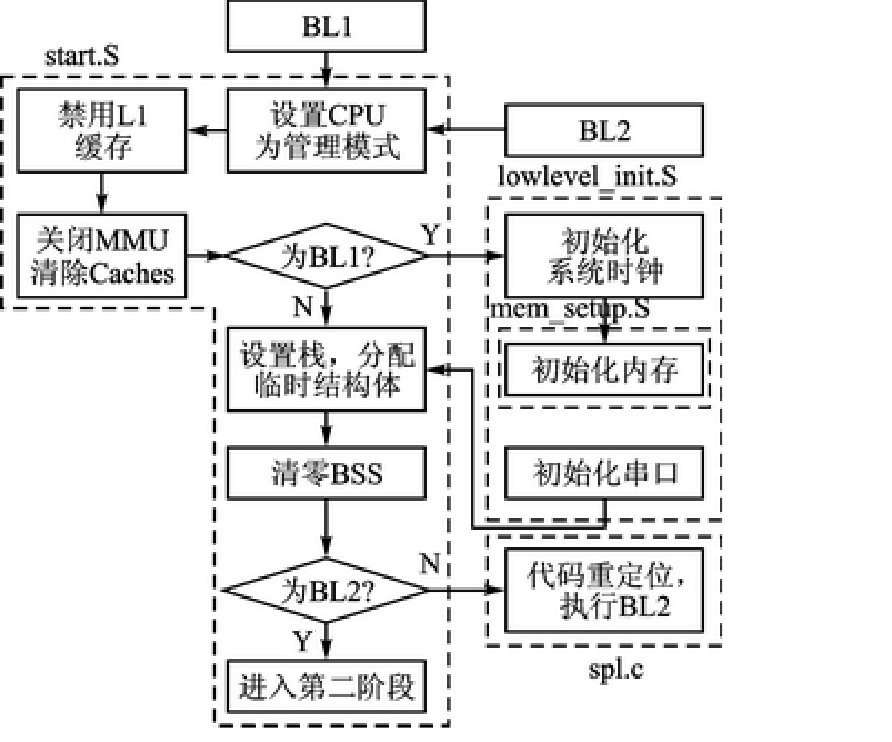 BL1
start.S
禁用L1
缓存
设置CPU
为管理模式
BL2
lowlevel_init.S
关闭MMU
清除Caches
为BL1?
Y
初始化
系统时钟
N
mem_setup.S
设置栈，分配
临时结构体
初始化内存
清零BSS
初始化串口
为BL2?
N
代码重定位，
执行BL2
Y
进入第二阶段
spl.c